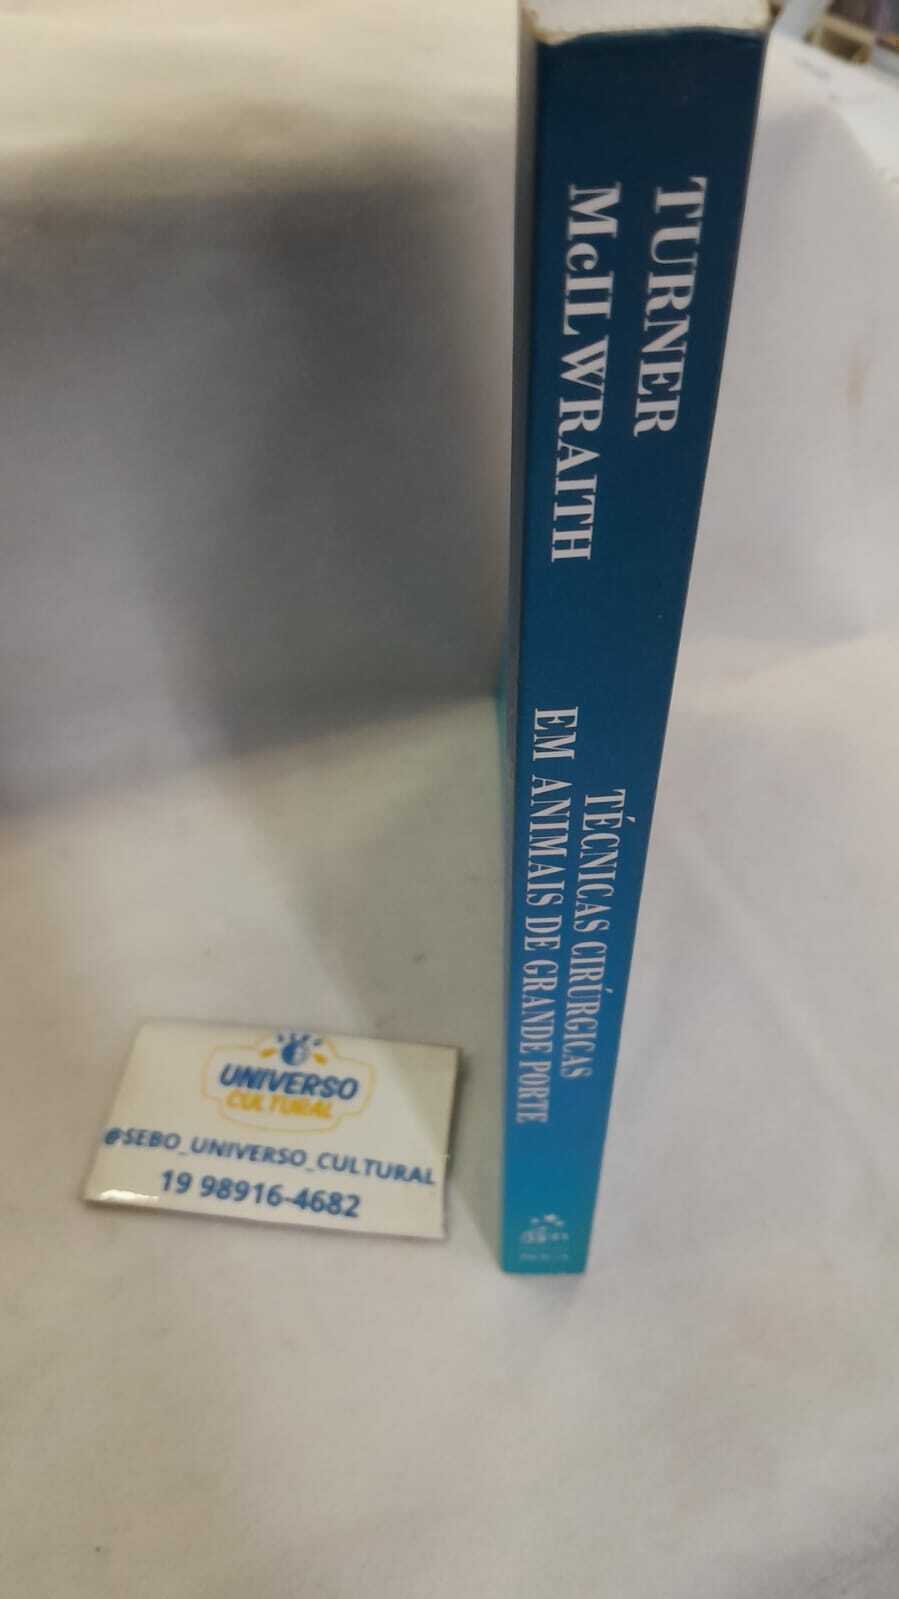 TURNER
McILWRAITH
TÉCNICAS CIRÚRGICAS
EM ANIMAIS DE GRANDE PORTE
UNIVERSO
CULTURAL
@SEBO_UNIVERSO_CULTURAL
19 98916-4682